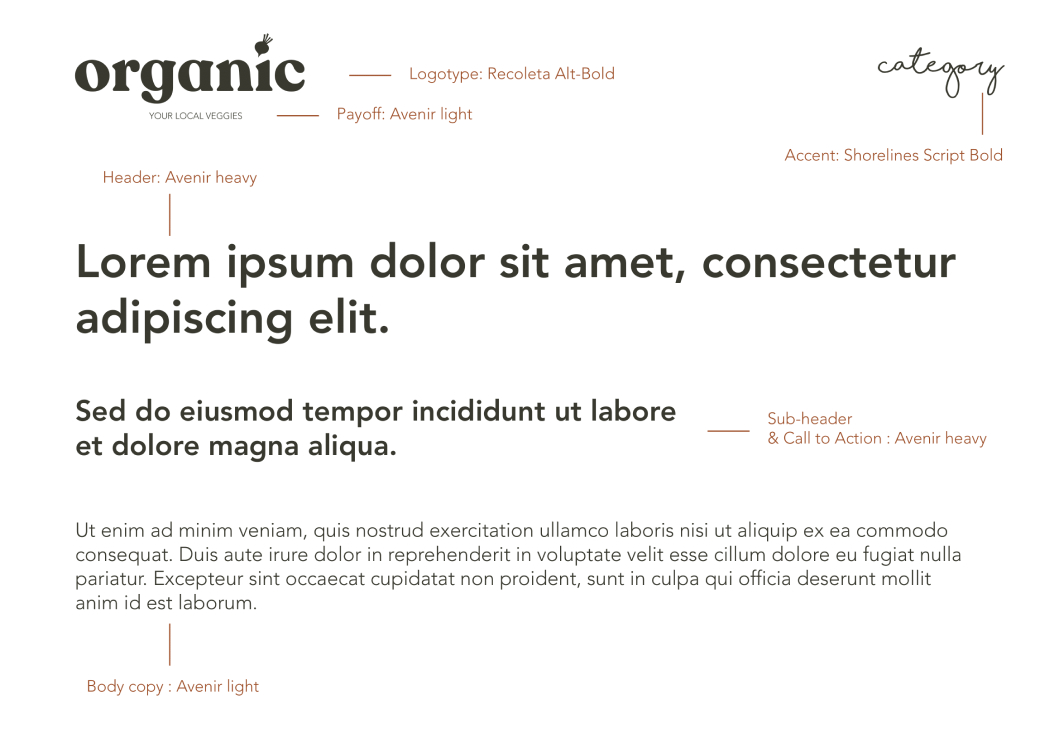 organic
Logotype: Recoleta Alt-Bold
category
YOUR LOCAL VEGGIES
Payoff: Avenir light
Accent: Shorelines Script Bold
Header: Avenir heavy
Lorem ipsum dolor sit amet, consectetur
adipiscing elit.
Sed do eiusmod tempor incididunt ut labore
et dolore magna aliqua.
Sub-header
& Call to Action : Avenir heavy
Ut enim ad minim veniam, quis nostrud exercitation ullamco laboris nisi ut aliquip ex ea commodo
consequat. Duis aute irure dolor in reprehenderit in voluptate velit esse cillum dolore eu fugiat nulla
pariatur. Excepteur sint occaecat cupidatat non proident, sunt in culpa qui officia deserunt mollit
anim id est laborum.
Body copy : Avenir light